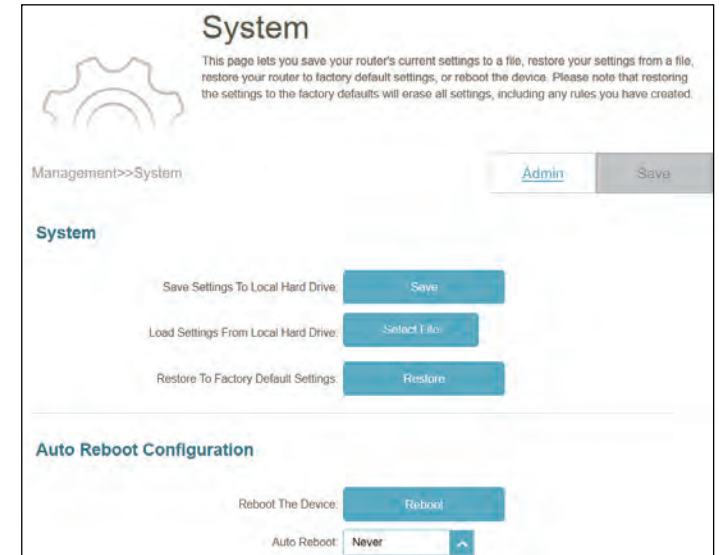 System
This page lets you save your router's current settings to a file, restore your settings from a file,
restore your router to factory default settings, or reboot the device. Please note that restoring
the settings to the factory defaults will erase all settings, including any rules you have created.
Management>>System
Admin
Save
System
Save Settings To Local Hard Drive:
Save
Load Settings From Local Hard Drive:
Select File
Restore To Factory Default Settings:
Restore
Auto Reboot Configuration
Reboot The Device:
Reboot
Auto Reboot:
Never